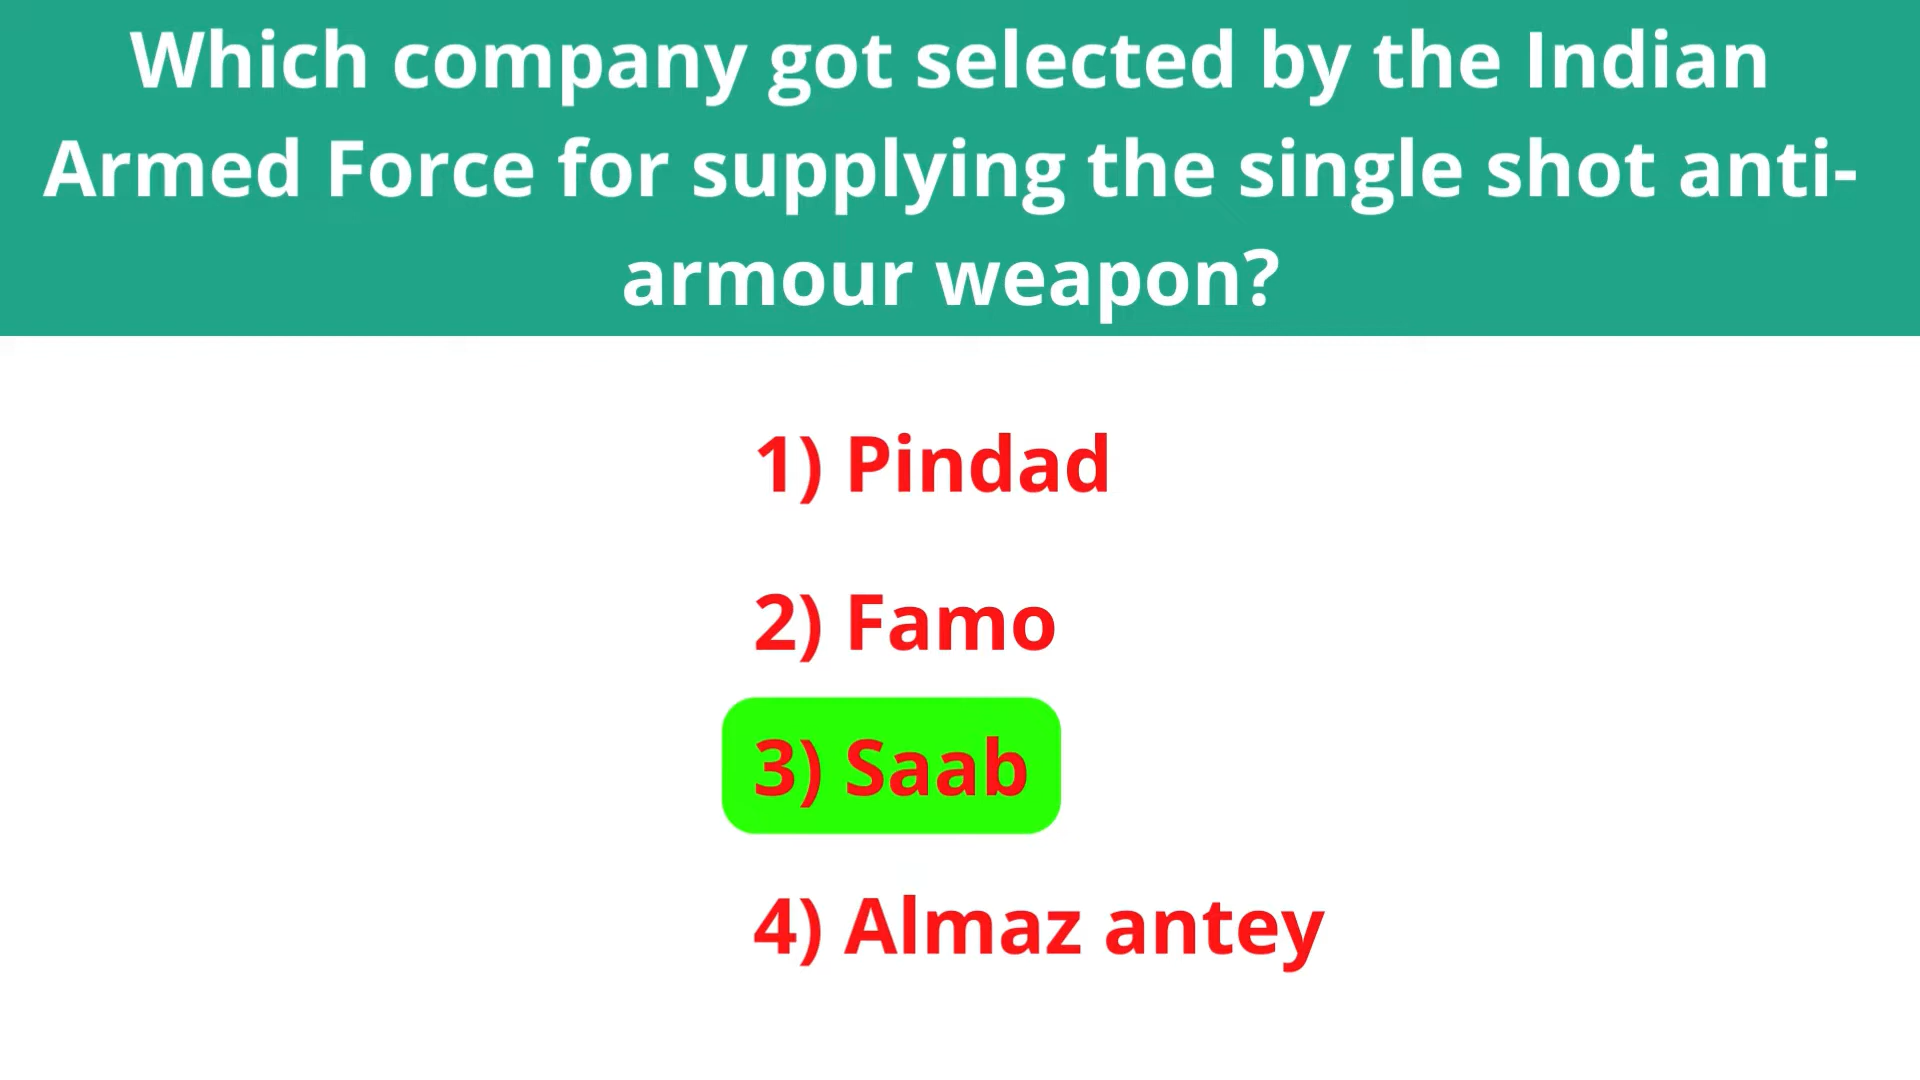 Which company got selected by the Indian
Armed Force for supplying the single shot anti-
armour weapon?
1) Pindad
2) Famo
3) Saab
4) Almaz antey